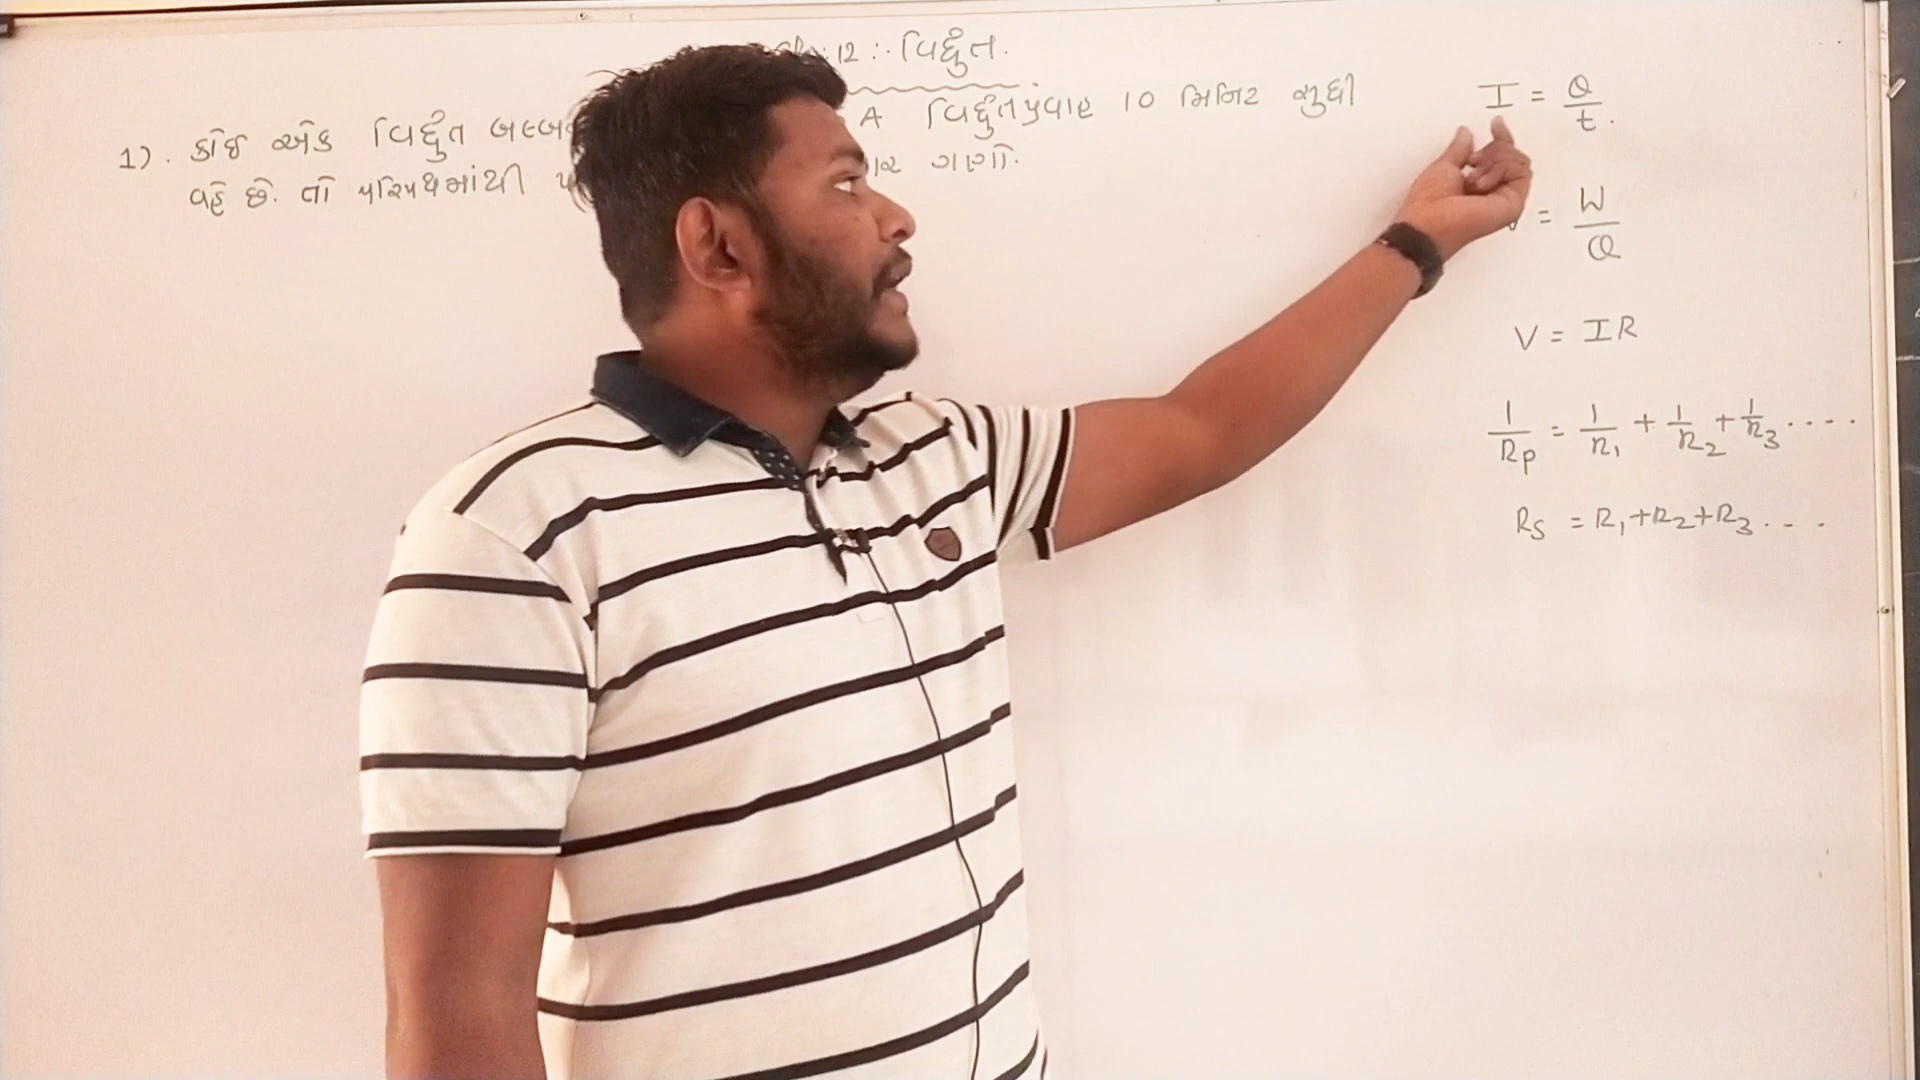 12 :. વિદ્યુત.
1). કોઈ એક વિદ્યુત A વિદ્યુતપ્રવાહ 10 મિનિટ સુધી
વહે છે. તો પરિપથમાંથી ગણો.
I = Q/t.
= W/Q
V = IR
1/Rp = 1/R1 + 1/R2 + 1/R3 ....
Rs = R1+R2+R3 ...